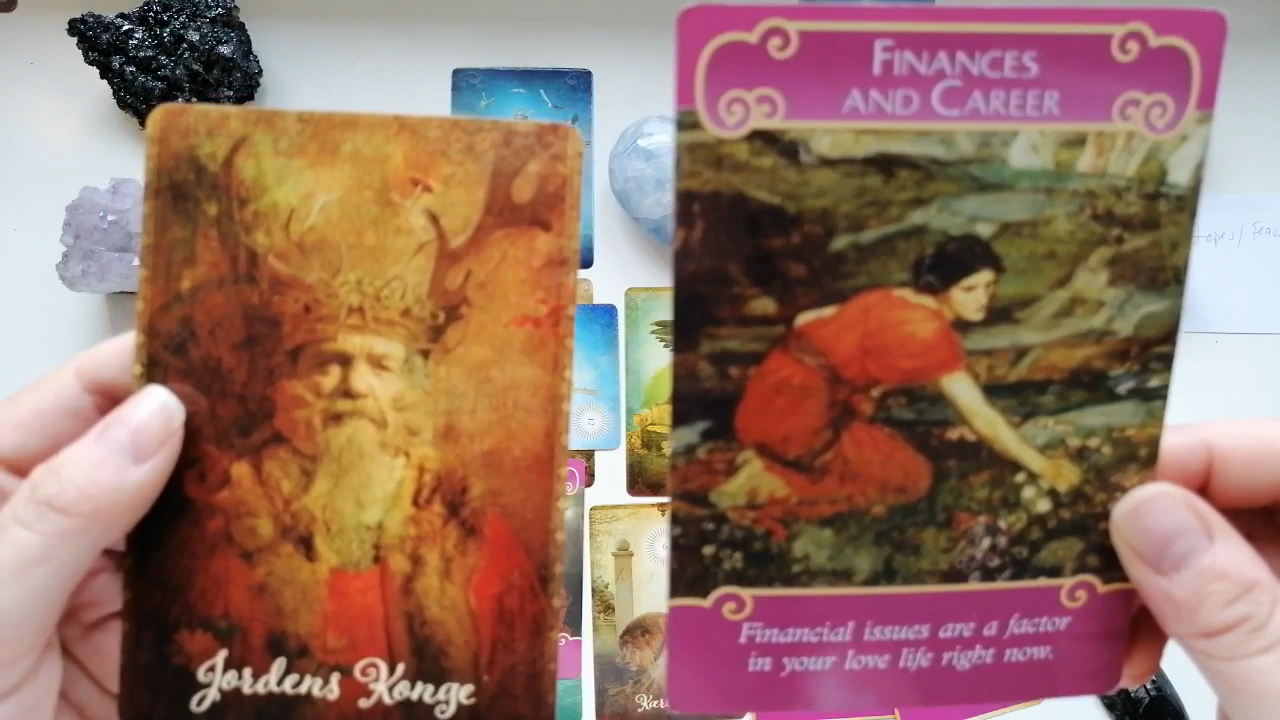 Jordens Konge
FINANCES
AND CAREER
Financial issues are a factor
in your love life right now.